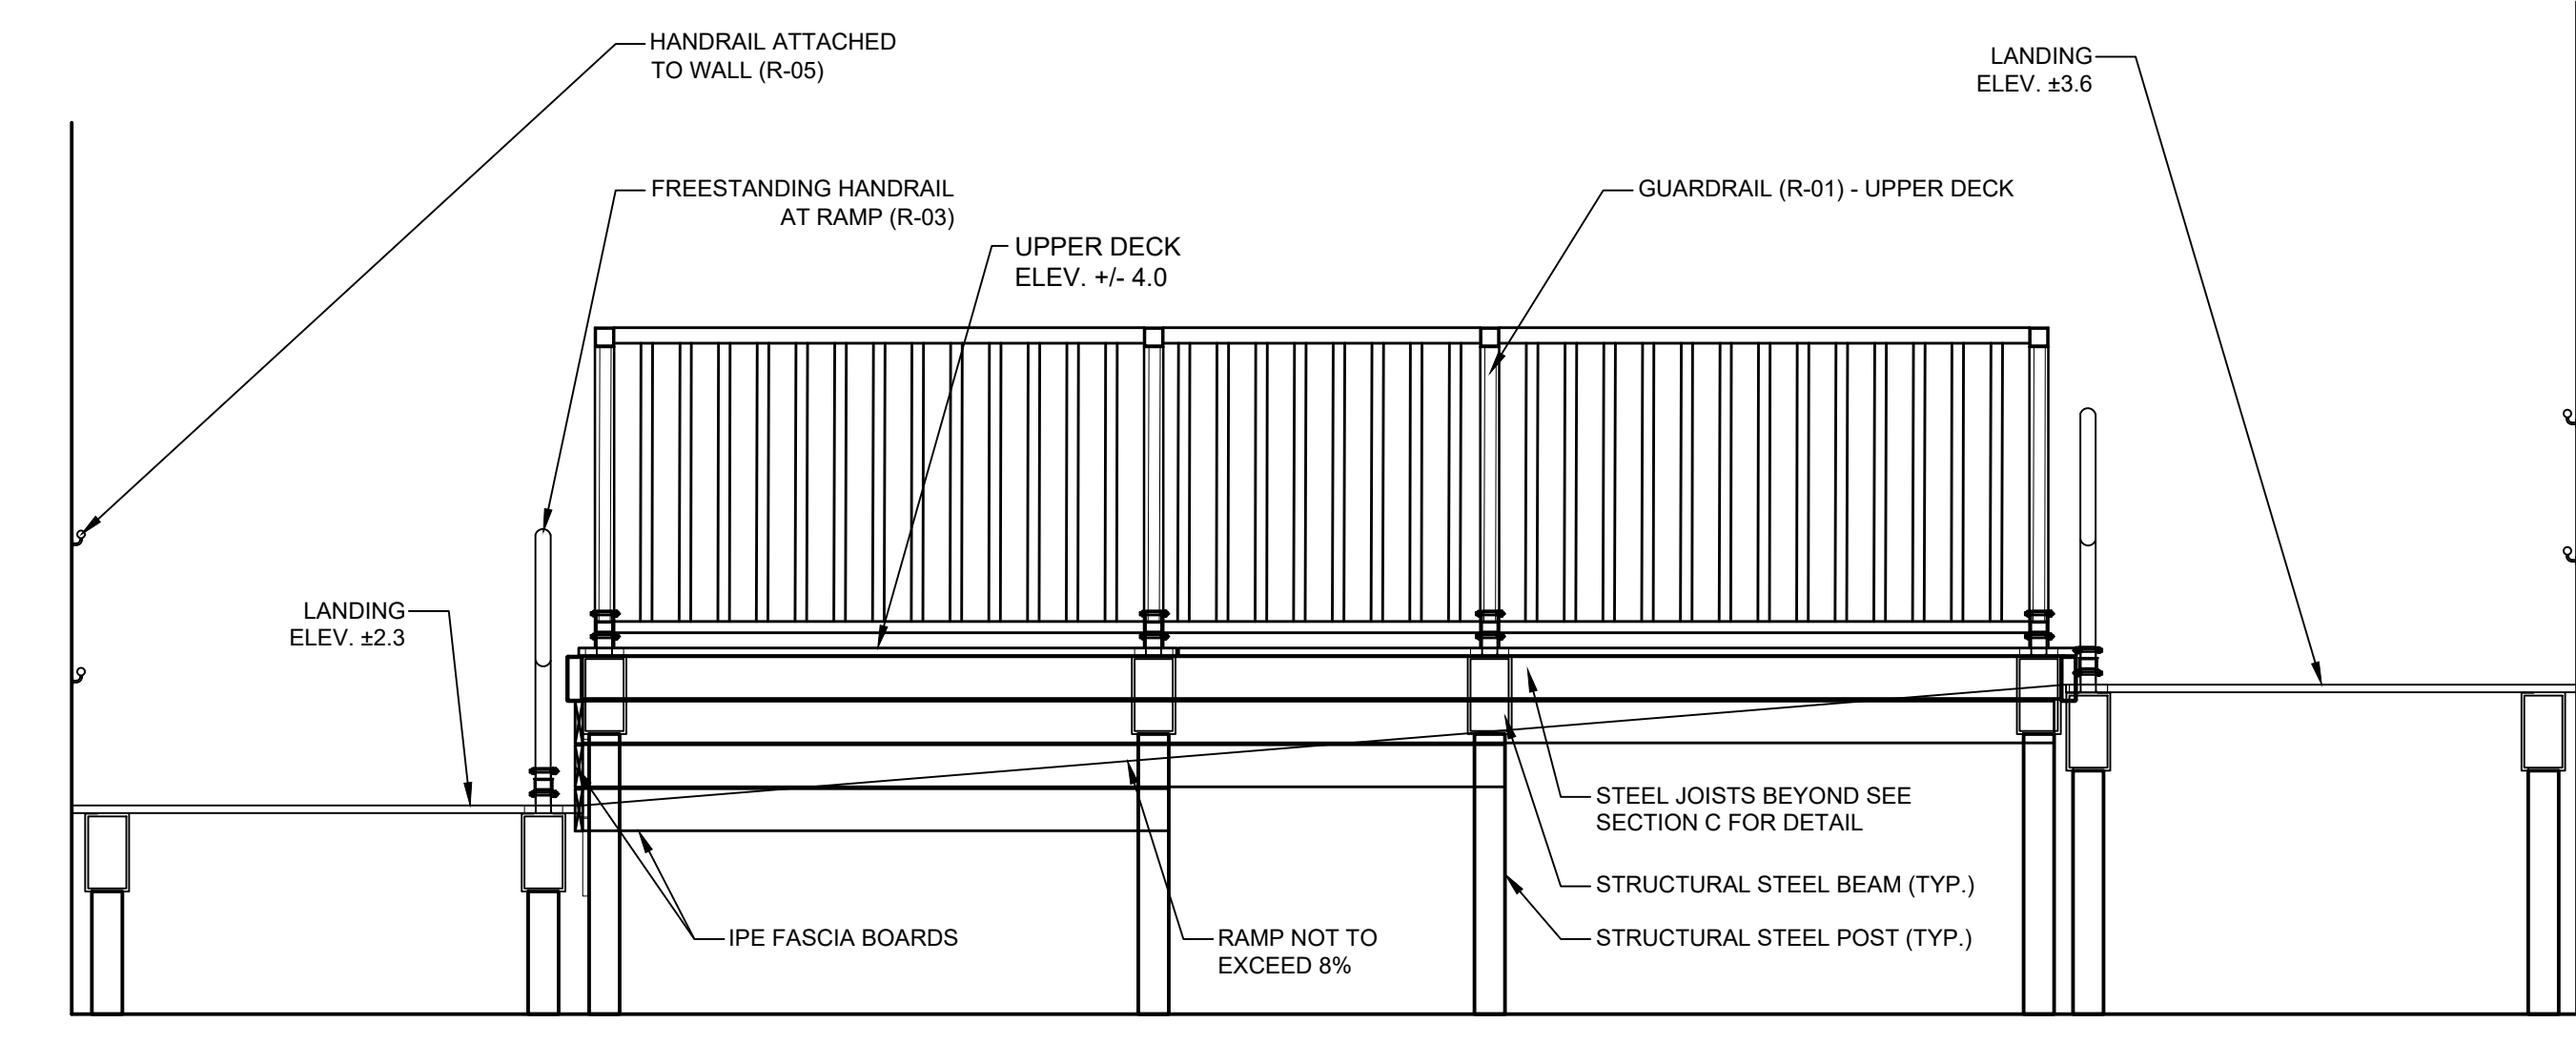 HANDRAIL ATTACHED
TO WALL (R-05)
LANDING
ELEV. ±3.6
FREESTANDING HANDRAIL
AT RAMP (R-03)
GUARDRAIL (R-01) - UPPER DECK
UPPER DECK
ELEV. +/- 4.0
LANDING
ELEV. ±2.3
STEEL JOISTS BEYOND SEE
SECTION C FOR DETAIL
STRUCTURAL STEEL BEAM (TYP.)
IPE FASCIA BOARDS
RAMP NOT TO
EXCEED 8%
STRUCTURAL STEEL POST (TYP.)